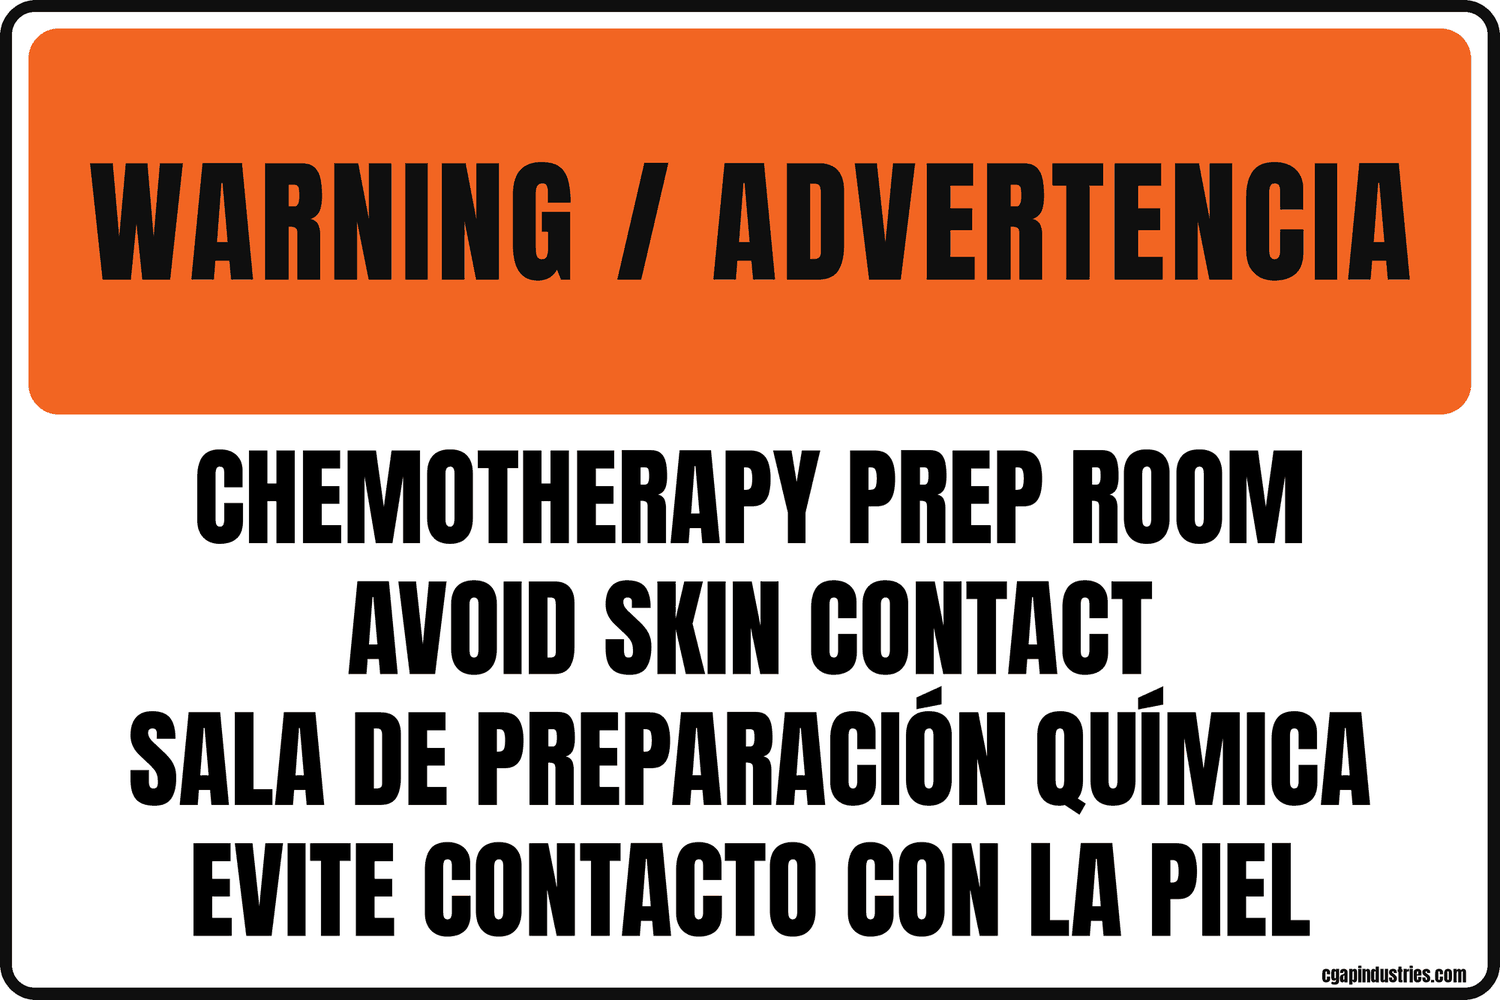 WARNING / ADVERTENCIA
CHEMOTHERAPY PREP ROOM
AVOID SKIN CONTACT
SALA DE PREPARACIÓN QUÍMICA
EVITE CONTACTO CON LA PIEL
cgapindustries.com